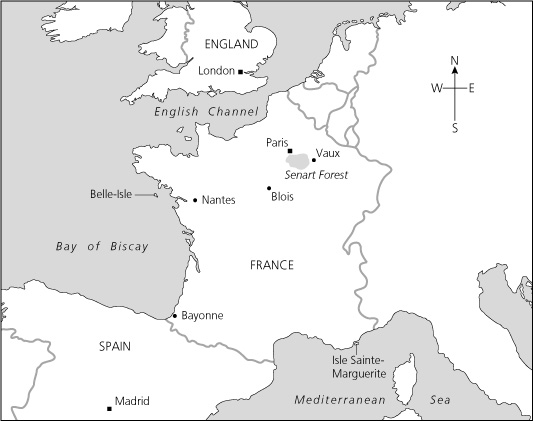 ENGLAND
London
N
W E
S
English Channel
Paris
Vaux
Senart Forest
Belle-Isle
Nantes
Blois
Bay of Biscay
FRANCE
Bayonne
SPAIN
Isle Sainte-
Marguerite
Madrid
Mediterranean Sea